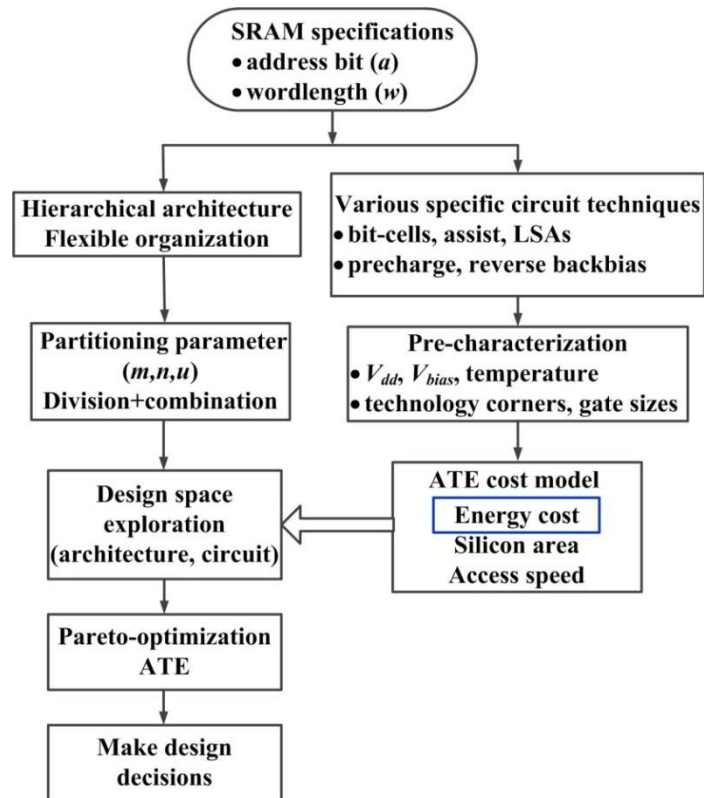 SRAM specifications
• address bit (a)
• wordlength (w)
Hierarchical architecture
Flexible organization
Various specific circuit techniques
• bit-cells, assist, LSAs
• precharge, reverse backbias
Partitioning parameter
(m,n,u)
Division+combination
Pre-characterization
• Vdd, Vbias, temperature
• technology corners, gate sizes
Design space
exploration
(architecture, circuit)
ATE cost model
Energy cost
Silicon area
Access speed
Pareto-optimization
ATE
Make design
decisions